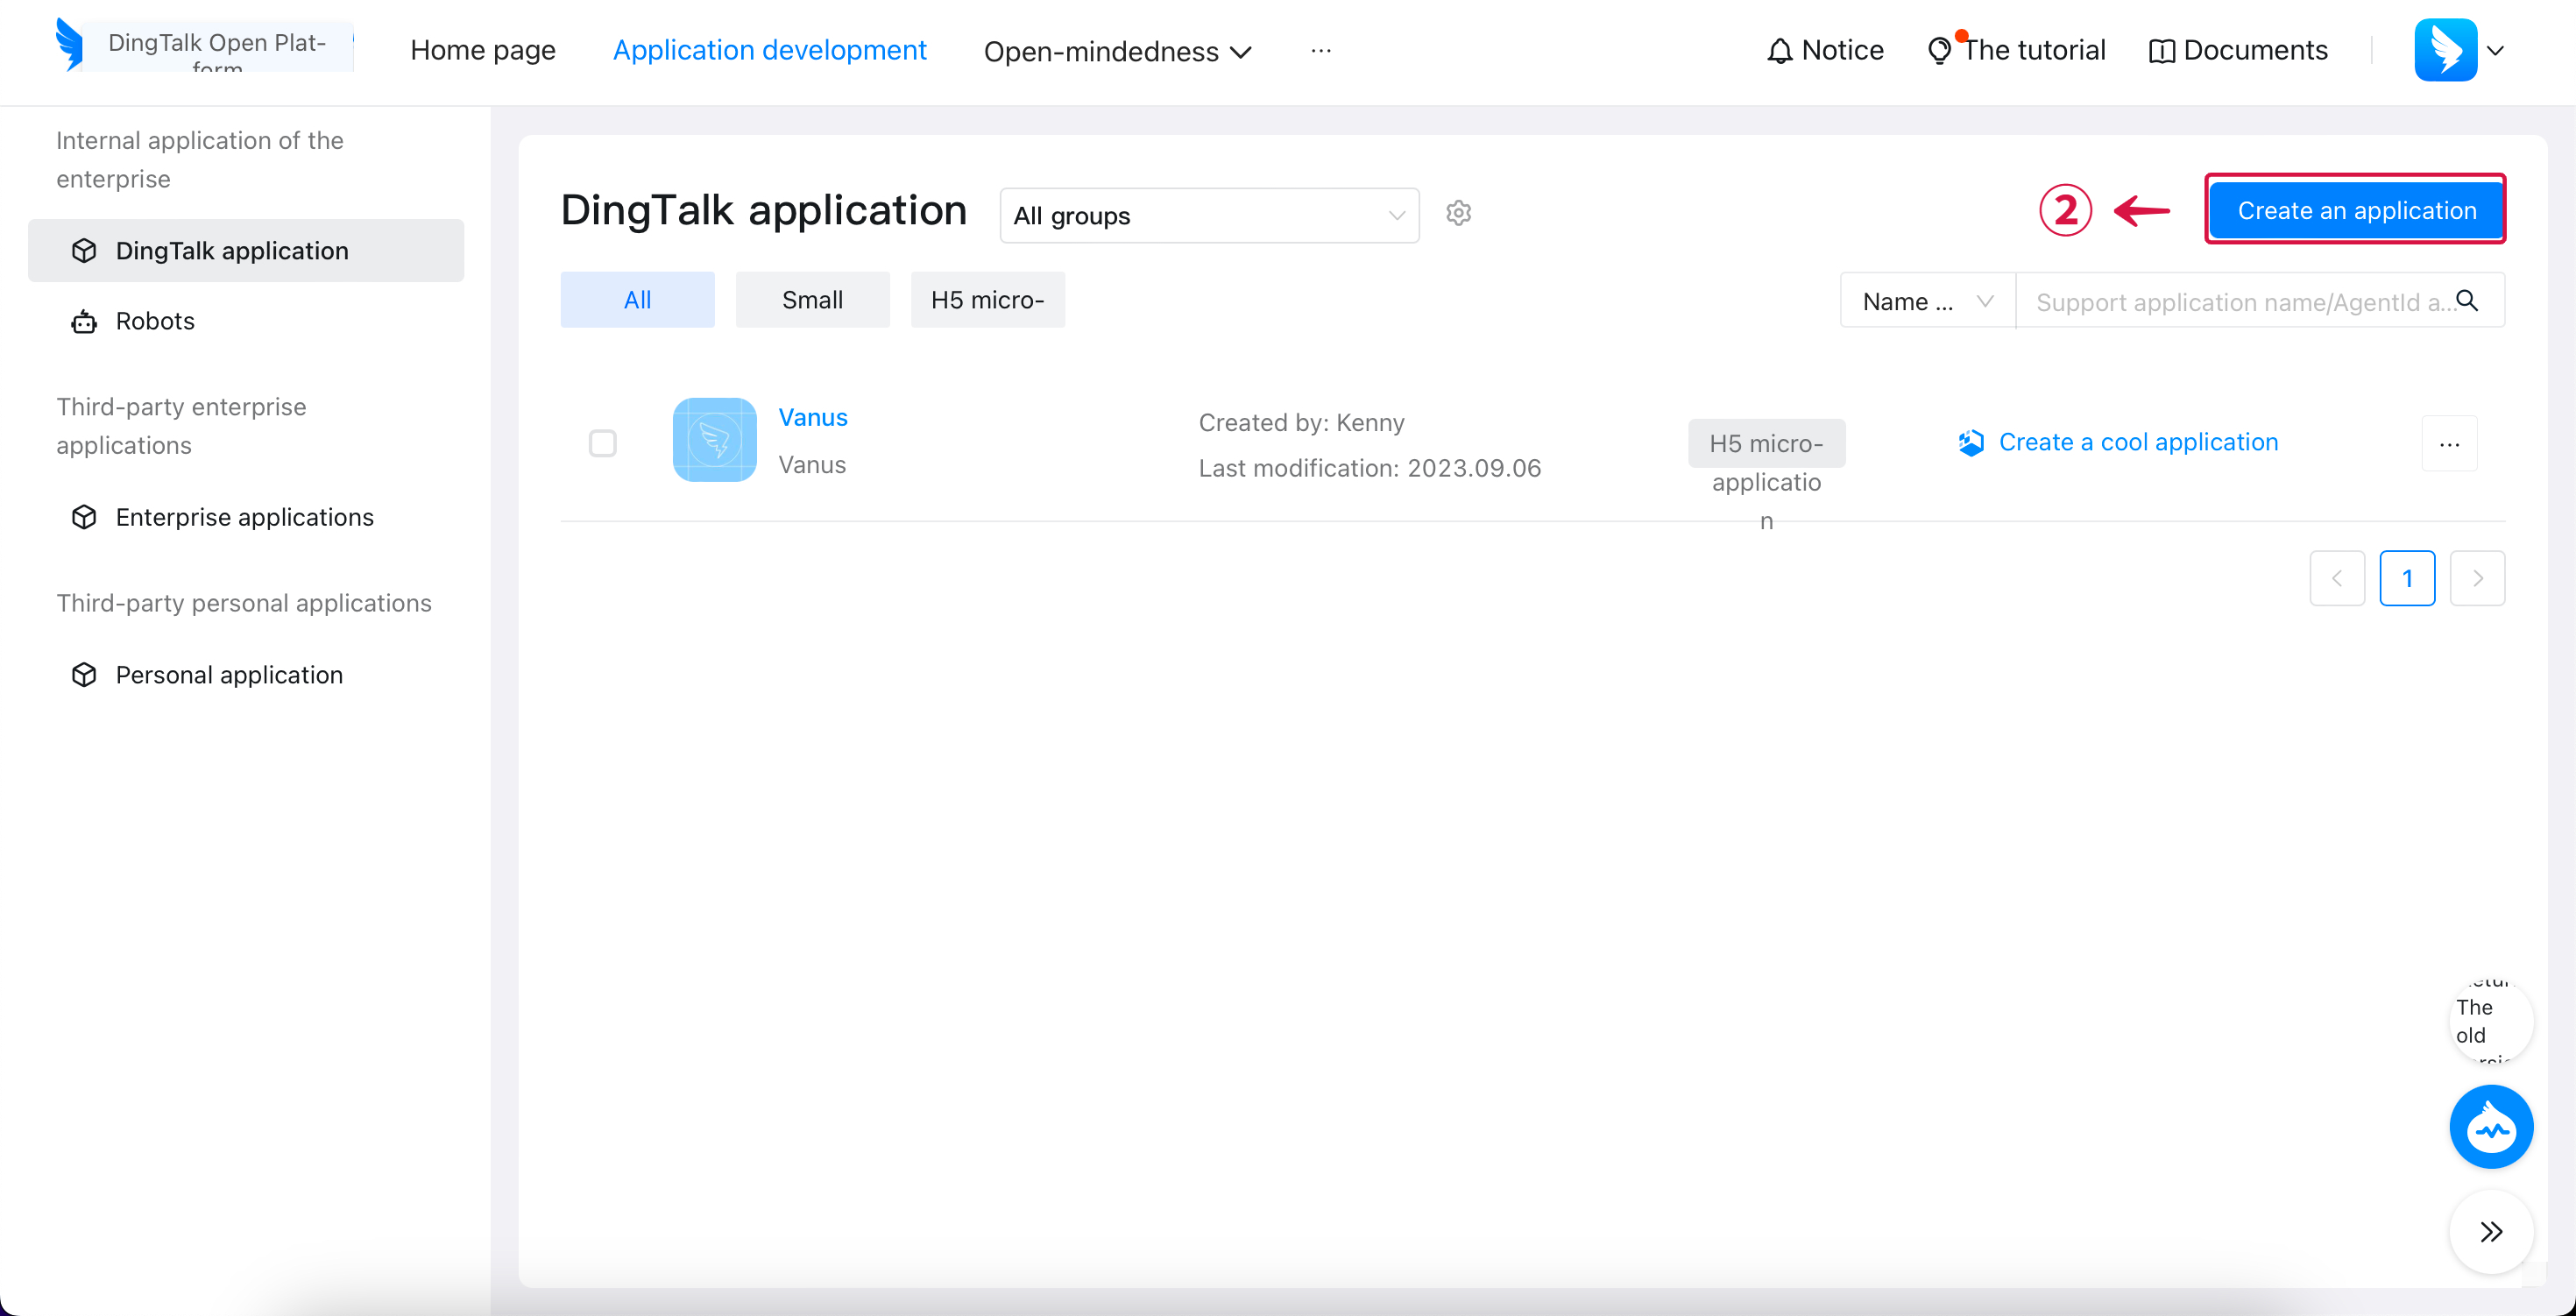 DingTalk Open Plat-
form
Home page
Application development
Open-mindedness
...
Notice
The tutorial
Documents
Internal application of the
enterprise
DingTalk application
Robots
Third-party enterprise
applications
Enterprise applications
Third-party personal applications
Personal application
DingTalk application
All groups
2
Create an application
All
Small
H5 micro-
Name ...
Support application name/AgentId a...
Vanus
Vanus
Created by: Kenny
Last modification: 2023.09.06
H5 micro-
applicatio
n
Create a cool application
...
1
The
old